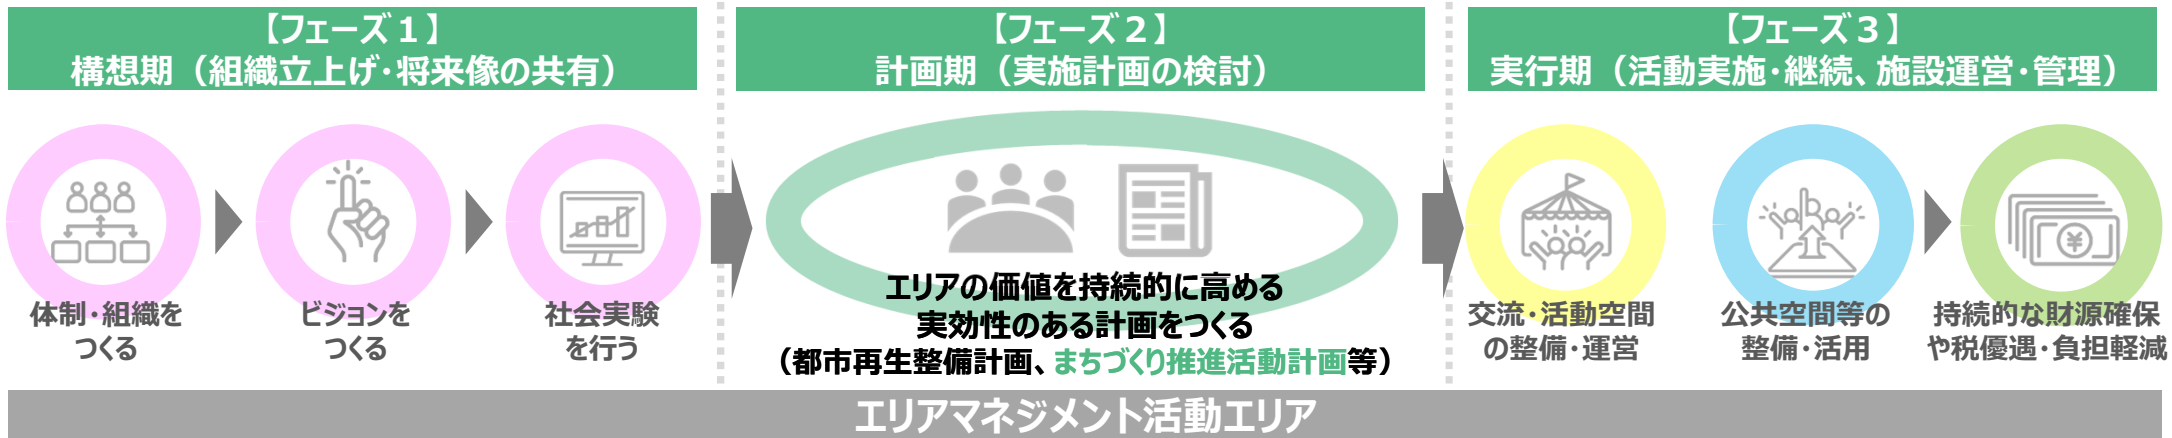 【フェーズ１】
構想期（組織立上げ・将来像の共有）
体制・組織を
つくる
ビジョンを
つくる
社会実験
を行う
【フェーズ２】
計画期（実施計画の検討）
エリアの価値を持続的に高める
実効性のある計画をつくる
（都市再生整備計画、まちづくり推進活動計画等）
【フェーズ３】
実行期（活動実施・継続、施設運営・管理）
交流・活動空間
の整備・運営
公共空間等の
整備・活用
¥
持続的な財源確保
や税優遇・負担軽減
エリアマネジメント活動エリア